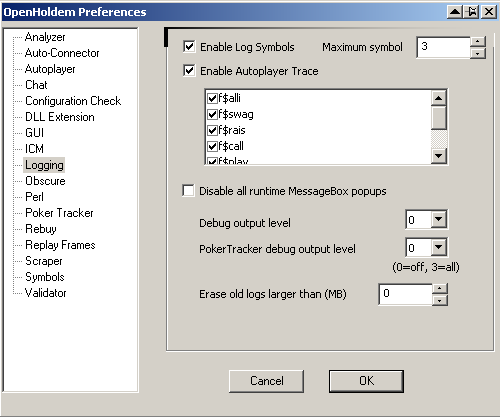 OpenHoldem Preferences
Analyzer
Auto-Connector
Autoplayer
Chat
Configuration Check
DLL Extension
GUI
ICM
Logging
Obscure
Perl
Poker Tracker
Rebuy
Replay Frames
Scraper
Symbols
Validator
Enable Log Symbols Maximum symbol 3
Enable Autoplayer Trace
f$alli
f$swag
f$rais
f$call
f$play
Disable all runtime MessageBox popups
Debug output level 0
PokerTracker debug output level 0
(0=off, 3=all)
Erase old logs larger than (MB) 0
Cancel OK